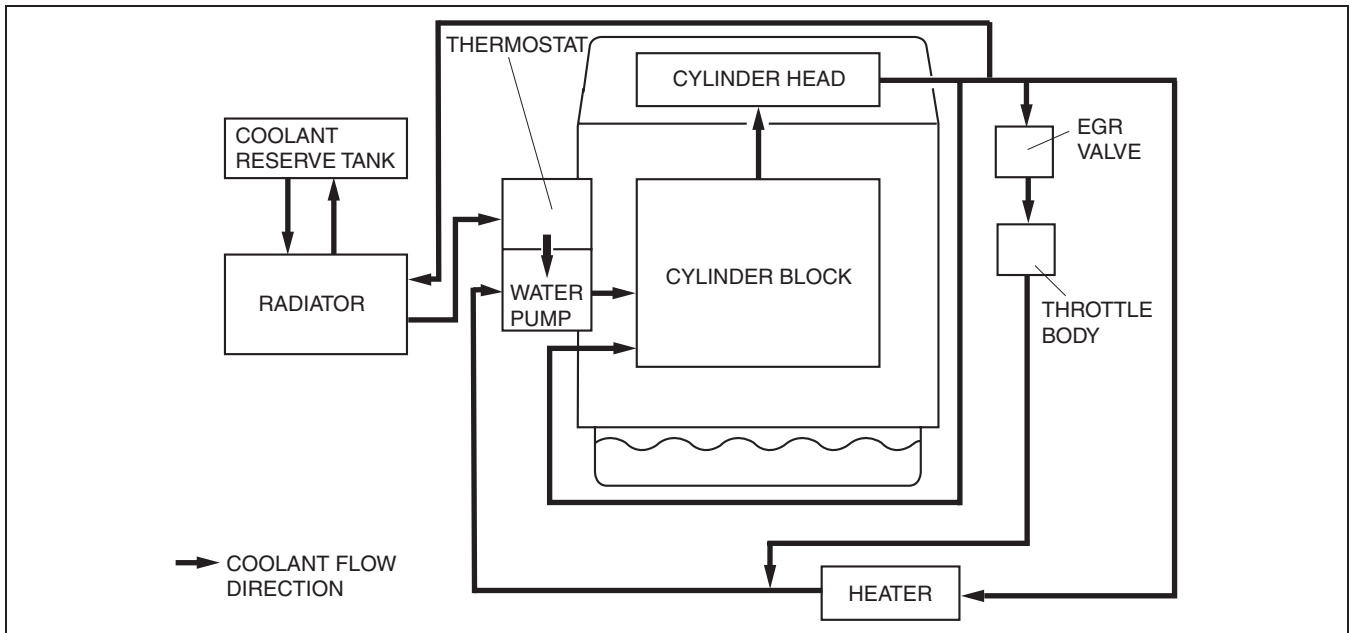 THERMOSTAT
CYLINDER HEAD
COOLANT
RESERVE TANK
EGR
VALVE
RADIATOR
WATER
PUMP
CYLINDER BLOCK
THROTTLE
BODY
COOLANT FLOW
DIRECTION
HEATER